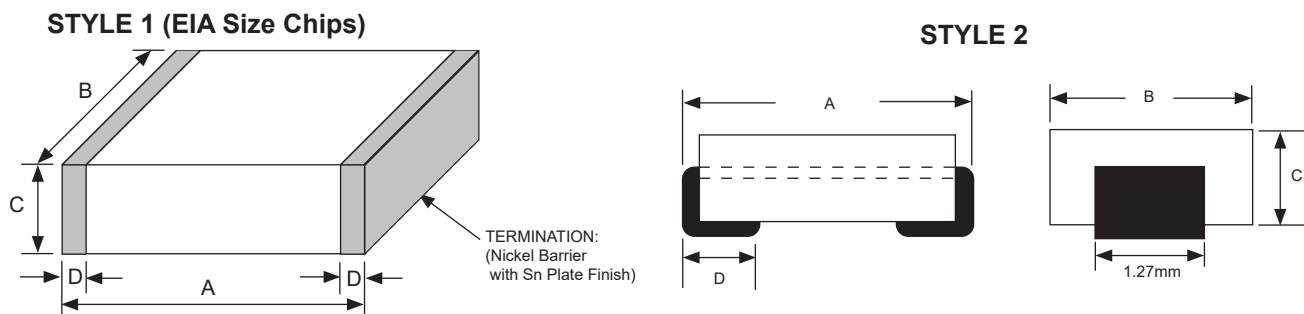 STYLE 1 (EIA Size Chips)
B
C
D
A
D
TERMINATION:
(Nickel Barrier
with Sn Plate Finish)
STYLE 2
A
D
B
C
1.27mm